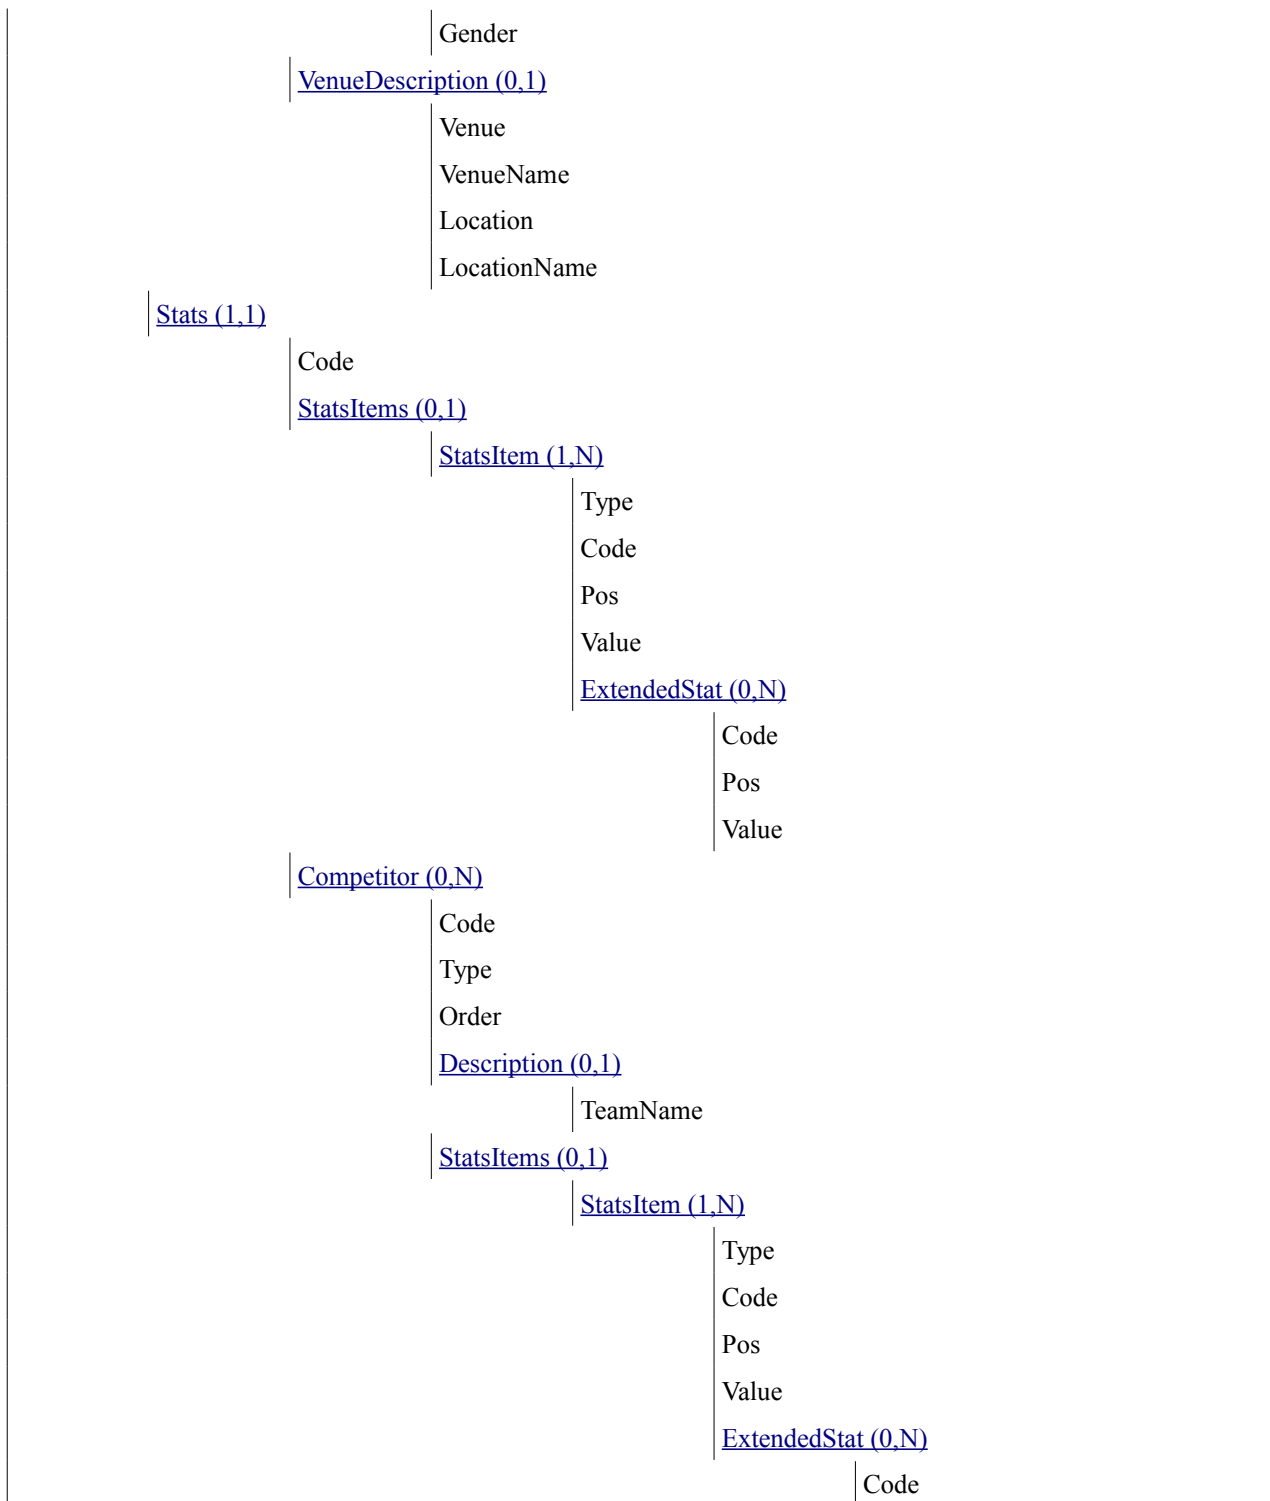 Gender
VenueDescription (0,1)
Venue
VenueName
Location
LocationName
Stats (1,1)
Code
StatsItems (0,1)
StatsItem (1,N)
Type
Code
Pos
Value
ExtendedStat (0,N)
Code
Pos
Value
Competitor (0,N)
Code
Type
Order
Description (0,1)
TeamName
StatsItems (0,1)
StatsItem (1,N)
Type
Code
Pos
Value
ExtendedStat (0,N)
Code